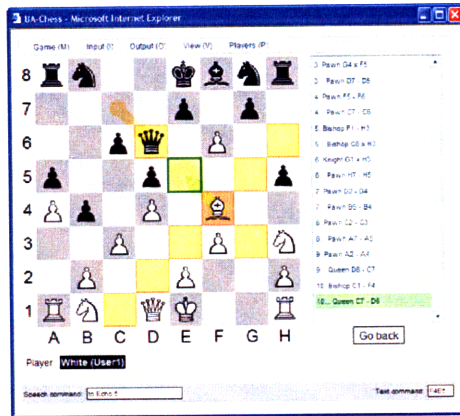 UA-Chess - Microsoft Internet Explorer
Game (M) Input (I) Output (O) View (V) Players (P)
8
7
6
5
4
3
2
1
A B C D E F G H
3 Pawn G4 x F5
3 Pawn D7 - D5
4 Pawn F5 - F6
4 Pawn C7 - C6
5 Bishop F1 - H3
5 Bishop C8 x H3
6 Knight G1 x H3
6 Pawn H7 - H5
7 Pawn D2 - D4
7 Pawn B5 - B4
8 Pawn C2 - C3
8 Pawn A7 - A5
9 Pawn A2 - A4
9 Queen D8 - C7
10 Bishop C1 - F4
10... Queen C7 - D6
Go back
Player White (User1)
Speech command: to Echo 5
Text command: F4E5